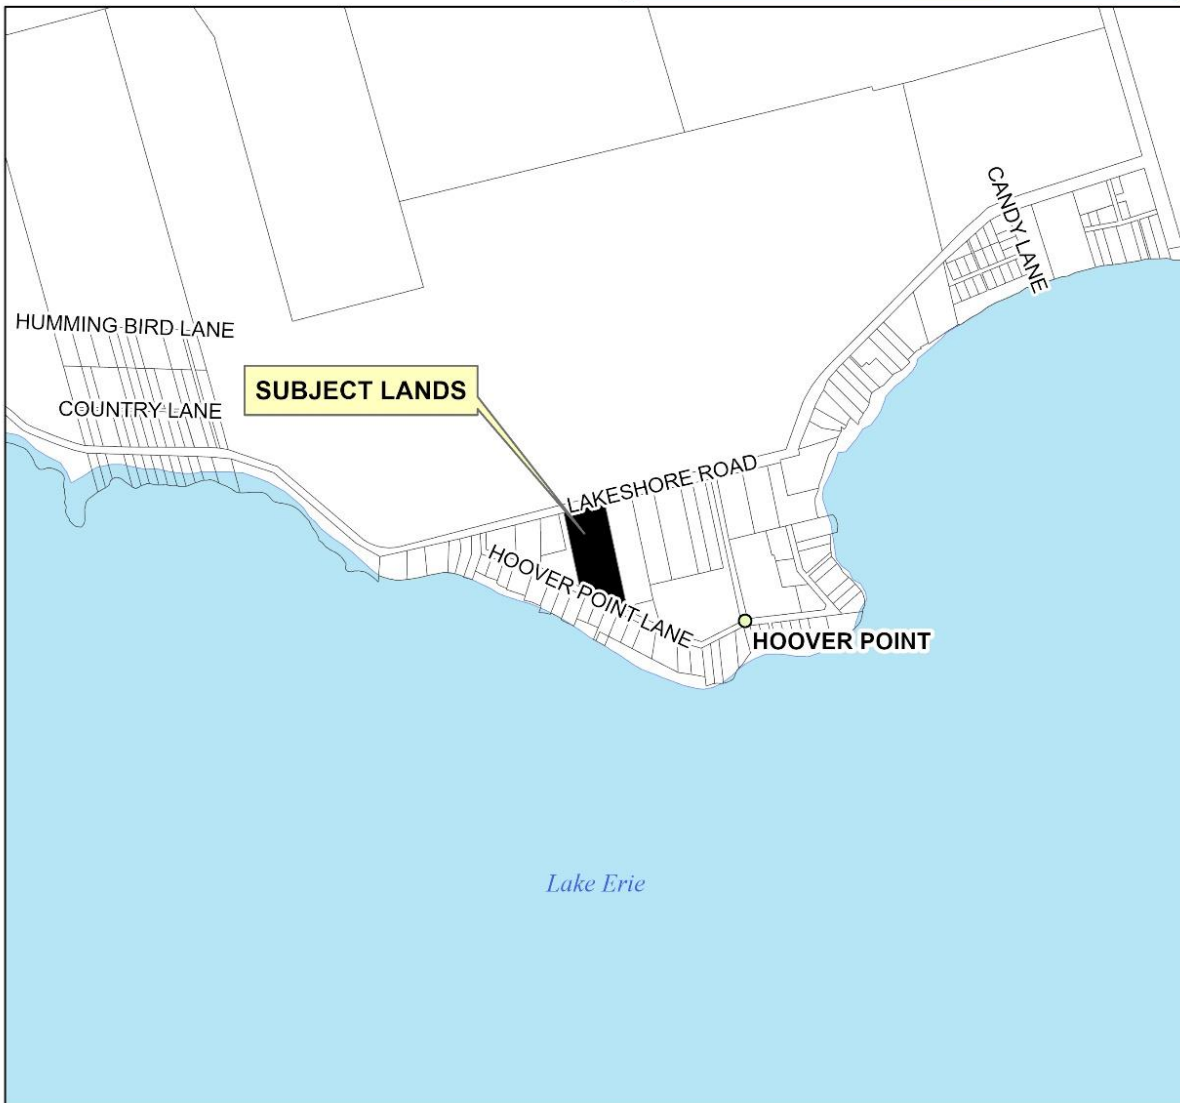 CANDY LANE
HUMMING BIRD LANE
SUBJECT LANDS
COUNTRY LANE
LAKESHORE ROAD
HOOVER POINT LANE
HOOVER POINT
Lake Erie